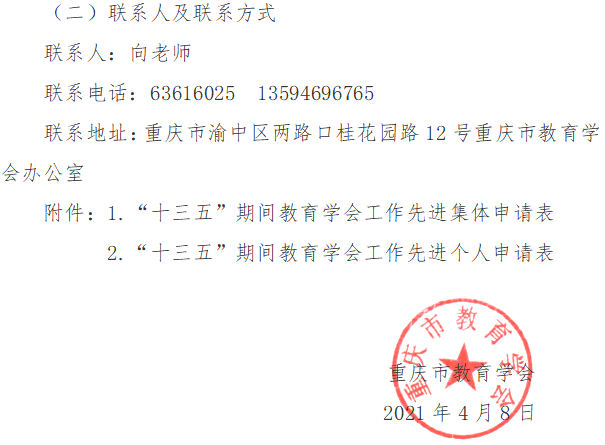 （二）联系人及联系方式
联系人：向老师
联系电话：63616025 13594696765
联系地址：重庆市渝中区两路口桂花园路12号重庆市教育学
会办公室
附件：1.“十三五”期间教育学会工作先进集体申请表
2.“十三五”期间教育学会工作先进个人申请表
重庆市教育学会
重庆市教育学会
2021年4月8日